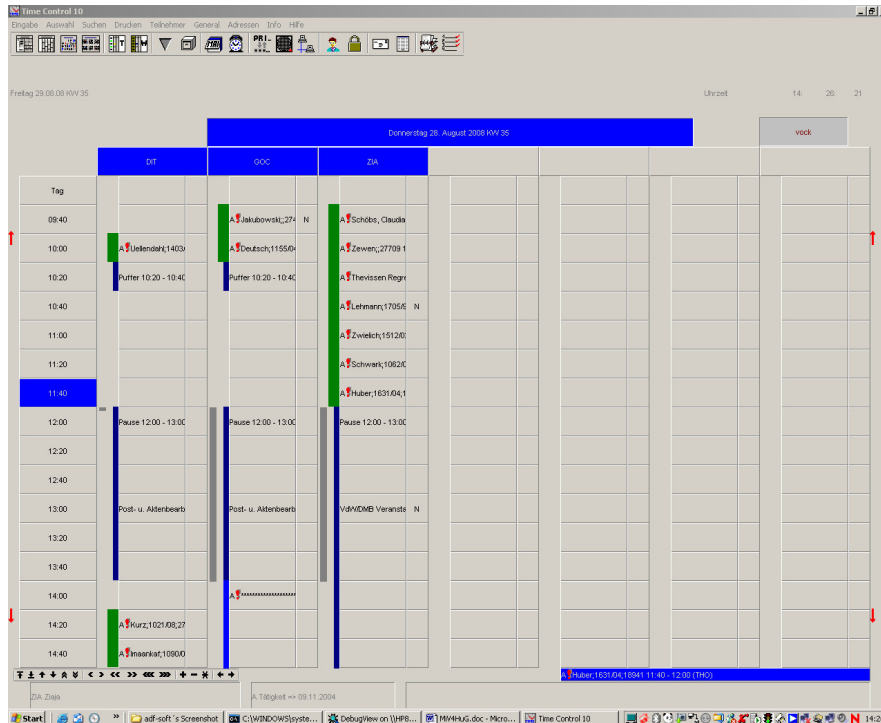 Time Control 10
Eingabe Auswahl Suchen Drucken Teilnehmer General Adressen Info Hilfe
PRI-
Freitag 29.08.08 KW 35 Uhrzeit 14: 26: 21
Donnerstag 28. August 2008 KW 35 vock
DIT GOC ZIA
Tag
09:40 A Jakubowski;;274 N A Schöbs, Claudia
10:00 A Uellendahl;1403/ A Deutsch;1155/04 A Zewen;;27709 1
10:20 Puffer 10:20 - 10:40 Puffer 10:20 - 10:40 A Thevissen Regre
10:40 A Lehmann;1705/ N
11:00 A Zwielich;1512/0
11:20 A Schwark;1062/0
11:40 A Huber;1631/04;1
12:00 Pause 12:00 - 13:00 Pause 12:00 - 13:00 Pause 12:00 - 13:00
12:20
12:40
13:00 Post- u. Aktenbearb Post- u. Aktenbearb VdW/DMB Veransta N
13:20
13:40
14:00 A
14:20 A Kurz;1021/08;27
14:40 A Imsankaf;1090/0
A Huber;1631/04;18941 11:40 - 12:00 (THO)
ZIA Ziaja A Tätigkeit => 09.11.2004
Start adf-soft´s Screenshot C:\WINDOWS\syste... DebugView on \\HP8... MW4HuG.doc - Micro... Time Control 10 14:2